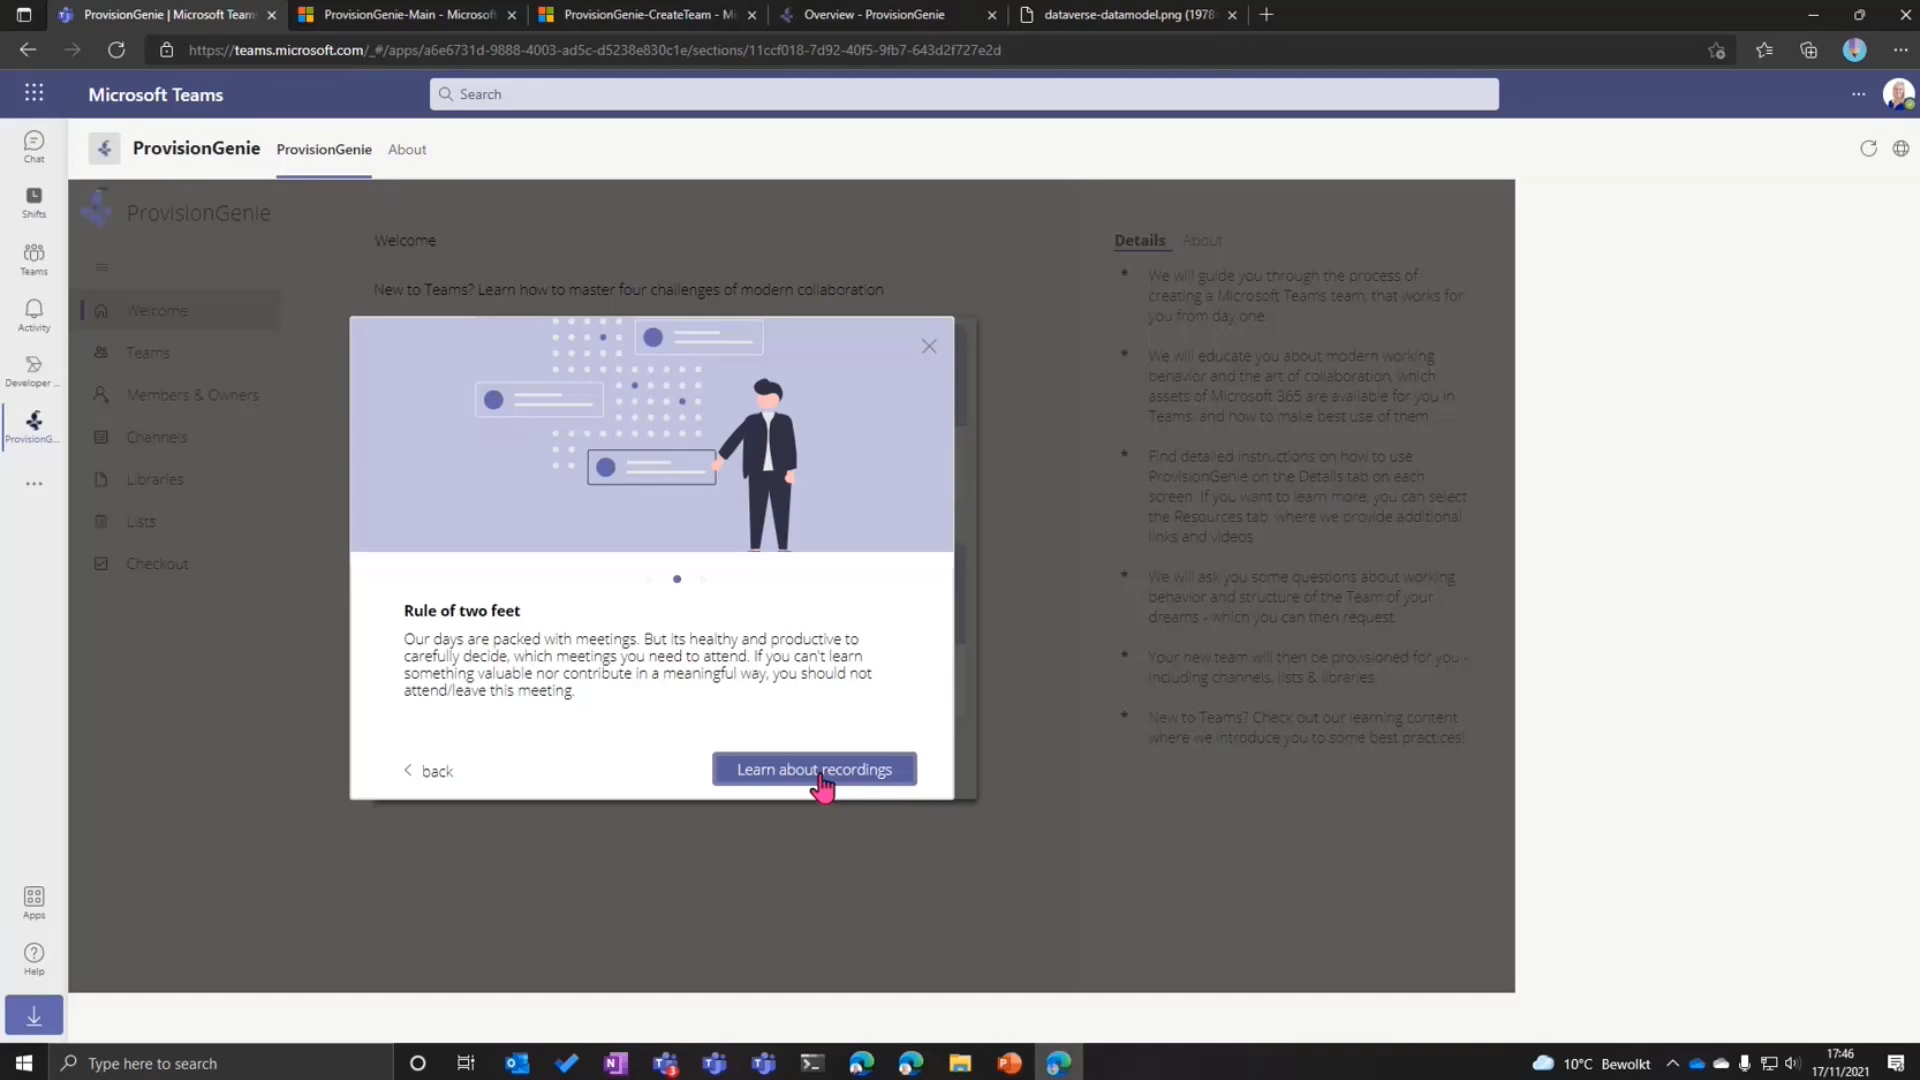 ProvisionGenie | Microsoft Team
ProvisionGenie-Main - Microsoft
ProvisionGenie-CreateTeam - Mi
Overview - ProvisionGenie
dataverse-datamodel.png (1978
https://teams.microsoft.com/_#/apps/a6e6731d-9888-4003-ad5c-d5238e830c1e/sections/11ccf018-7d92-40f5-9fb7-643d2f727e2d
Microsoft Teams
Search
Chat
Shifts
Teams
Activity
Developer ...
ProvisionG...
Apps
Help
ProvisionGenie
ProvisionGenie
About
ProvisionGenie
Welcome
Teams
Members & Owners
Channels
Libraries
Lists
Checkout
Welcome
New to Teams? Learn how to master four challenges of modern collaboration
Rule of two feet
Our days are packed with meetings. But its healthy and productive to
carefully decide, which meetings you need to attend. If you can't learn
something valuable nor contribute in a meaningful way, you should not
attend/leave this meeting.
back
Learn about recordings
Details
About
* We will guide you through the process of
creating a Microsoft Teams team, that works for
you from day one.
* We will educate you about modern working
behavior and the art of collaboration, which
assets of Microsoft 365 are available for you in
Teams, and how to make best use of them.
* Find detailed instructions on how to use
ProvisionGenie on the Details tab on each
screen. If you want to learn more, you can select
the Resources tab, where we provide additional
links and videos
* We will ask you some questions about working
behavior and structure of the Team of your
dreams - which you can then request.
* Your new team will then be provisioned for you -
including channels, lists & libraries.
* New to Teams? Check out our learning content
where we introduce you to some best practices!
Type here to search
3
10°C Bewolkt
17:46
17/11/2021